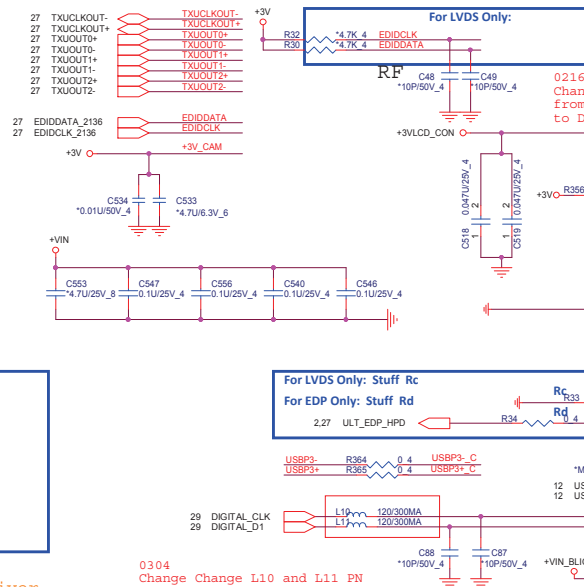 27 TXUCLKOUT- TXUCLKOUT-
27 TXUCLKOUT+ TXUCLKOUT+
27 TXUOUT0+ TXUOUT0+
27 TXUOUT0- TXUOUT0-
27 TXUOUT1+ TXUOUT1+
27 TXUOUT1- TXUOUT1-
27 TXUOUT2+ TXUOUT2+
27 TXUOUT2- TXUOUT2-
+3V
For LVDS Only:
R32 *4.7K_4 EDIDCLK
R30 *4.7K_4 EDIDDATA
RF
C48 C49
*10P/50V_4 *10P/50V_4
0216
Chan
from
to D
27 EDIDDATA_2136 EDIDDATA
27 EDIDCLK_2136 EDIDCLK
+3V +3V_CAM
C534 C533
*0.01U/50V_4 *4.7U/6.3V_6
+3VLCD_CON
C518 0.047U/25V_4
C519 0.047U/25V_4
2 2
1 1
+3V R356
+VIN
C553 C547 C556 C540 C546
*4.7U/25V_8 0.1U/25V_4 0.1U/25V_4 0.1U/25V_4 0.1U/25V_4
For LVDS Only: Stuff Rc
For EDP Only: Stuff Rd
Rc
R33
Rd
2,27 ULT_EDP_HPD R34 0_4
USBP3- R364 0_4 USBP3-_C
USBP3+ R365 0_4 USBP3+_C
*M
12 US
12 US
29 DIGITAL_CLK L10 120/300MA
29 DIGITAL_D1 L11 120/300MA
C88 C87
*10P/50V_4 *10P/50V_4
+VIN_BLI
0304
Change Change L10 and L11 PN